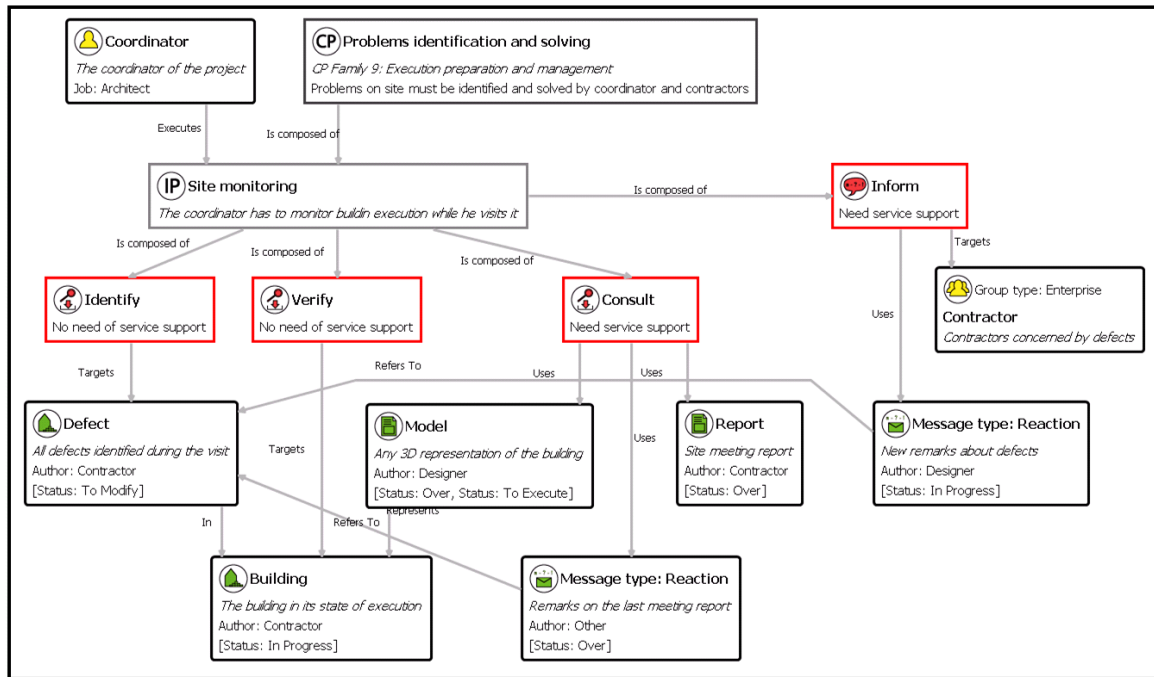 Coordinator
The coordinator of the project
Job: Architect
CP Problems identification and solving
CP Family 9: Execution preparation and management
Problems on site must be identified and solved by coordinator and contractors
Executes
Is composed of
IP Site monitoring
The coordinator has to monitor buildin execution while he visits it
Is composed of
Inform
Need service support
Is composed of
Is composed of
Is composed of
Targets
Identify
No need of service support
Verify
No need of service support
Consult
Need service support
Group type: Enterprise
Contractor
Contractors concerned by defects
Uses
Targets
Refers To
Uses
Uses
Defect
All defects identified during the visit
Author: Contractor
[Status: To Modify]
Targets
Model
Any 3D representation of the building
Author: Designer
[Status: Over, Status: To Execute]
Uses
Report
Site meeting report
Author: Contractor
[Status: Over]
Message type: Reaction
New remarks about defects
Author: Designer
[Status: In Progress]
In
Refers To
Represents
Building
The building in its state of execution
Author: Contractor
[Status: In Progress]
Message type: Reaction
Remarks on the last meeting report
Author: Other
[Status: Over]